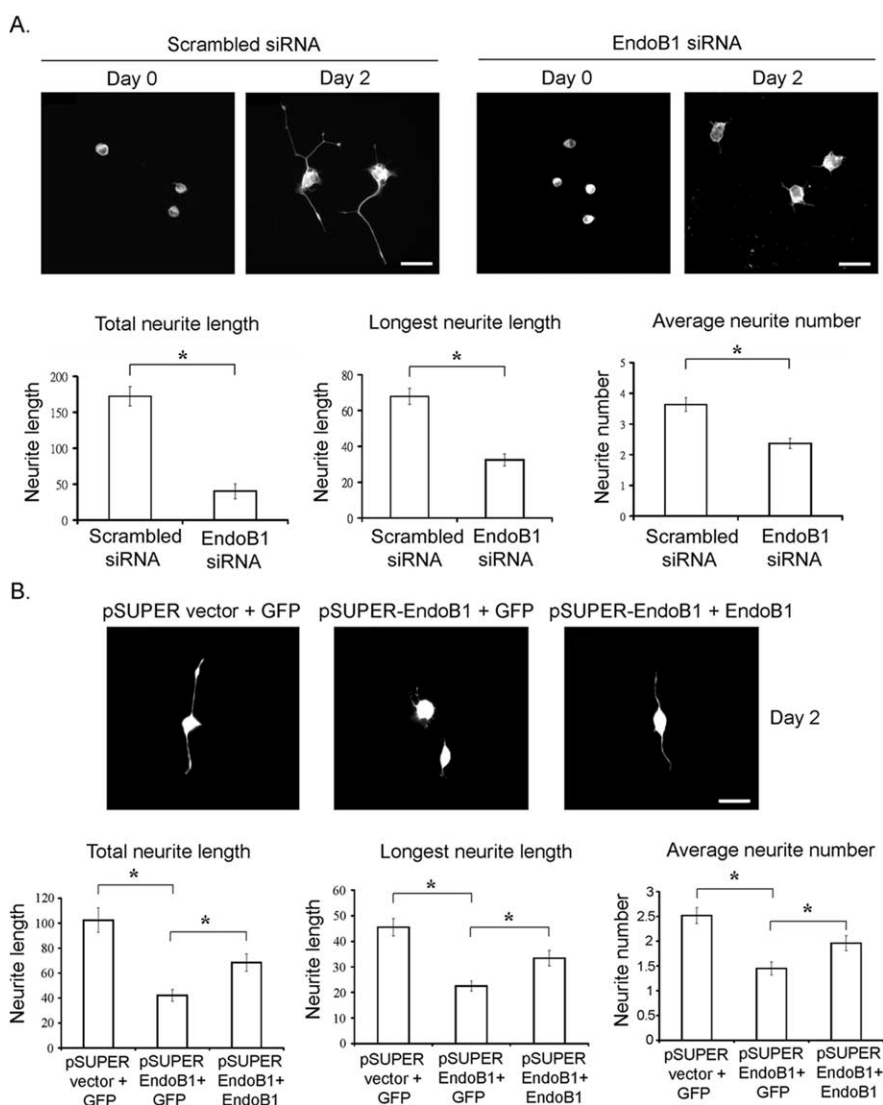 A.
Scrambled siRNA
EndoB1 siRNA
Day 0
Day 2
Day 0
Day 2
Total neurite length
Neurite length
200
150
100
50
0
*
Scrambled
siRNA
EndoB1
siRNA
Longest neurite length
Neurite length
80
60
40
20
0
*
Scrambled
siRNA
EndoB1
siRNA
Average neurite number
Neurite number
5
4
3
2
1
0
*
Scrambled
siRNA
EndoB1
siRNA
B.
pSUPER vector + GFP
pSUPER-EndoB1 + GFP
pSUPER-EndoB1 + EndoB1
Day 2
Total neurite length
Neurite length
120
100
80
60
40
20
0
*
*
pSUPER
vector +
GFP
pSUPER
EndoB1+
GFP
pSUPER
EndoB1+
EndoB1
Longest neurite length
Neurite length
60
50
40
30
20
10
0
*
*
pSUPER
vector +
GFP
pSUPER
EndoB1+
GFP
pSUPER
EndoB1+
EndoB1
Average neurite number
Neurite number
3
2.5
2
1.5
1
0.5
0
*
*
pSUPER
vector +
GFP
pSUPER
EndoB1+
GFP
pSUPER
EndoB1+
EndoB1